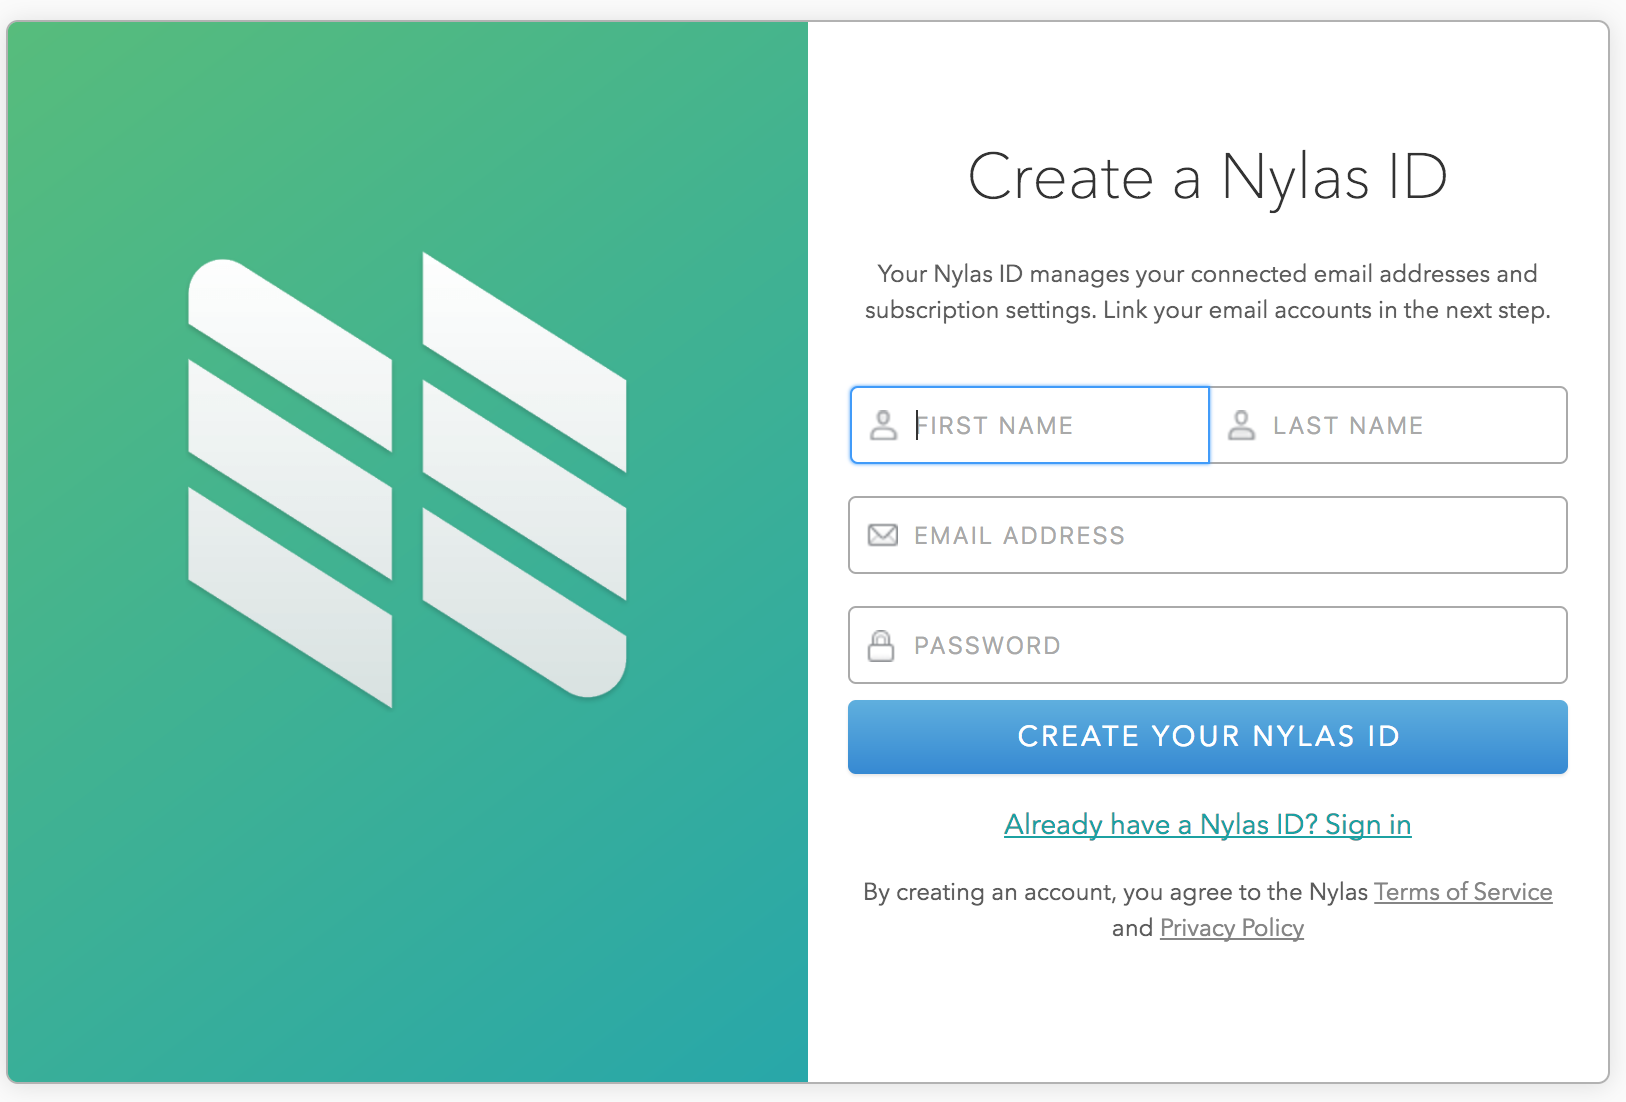 Create a Nylas ID
Your Nylas ID manages your connected email addresses and
subscription settings. Link your email accounts in the next step.
FIRST NAME
LAST NAME
EMAIL ADDRESS
PASSWORD
CREATE YOUR NYLAS ID
Already have a Nylas ID? Sign in
By creating an account, you agree to the Nylas Terms of Service
and Privacy Policy